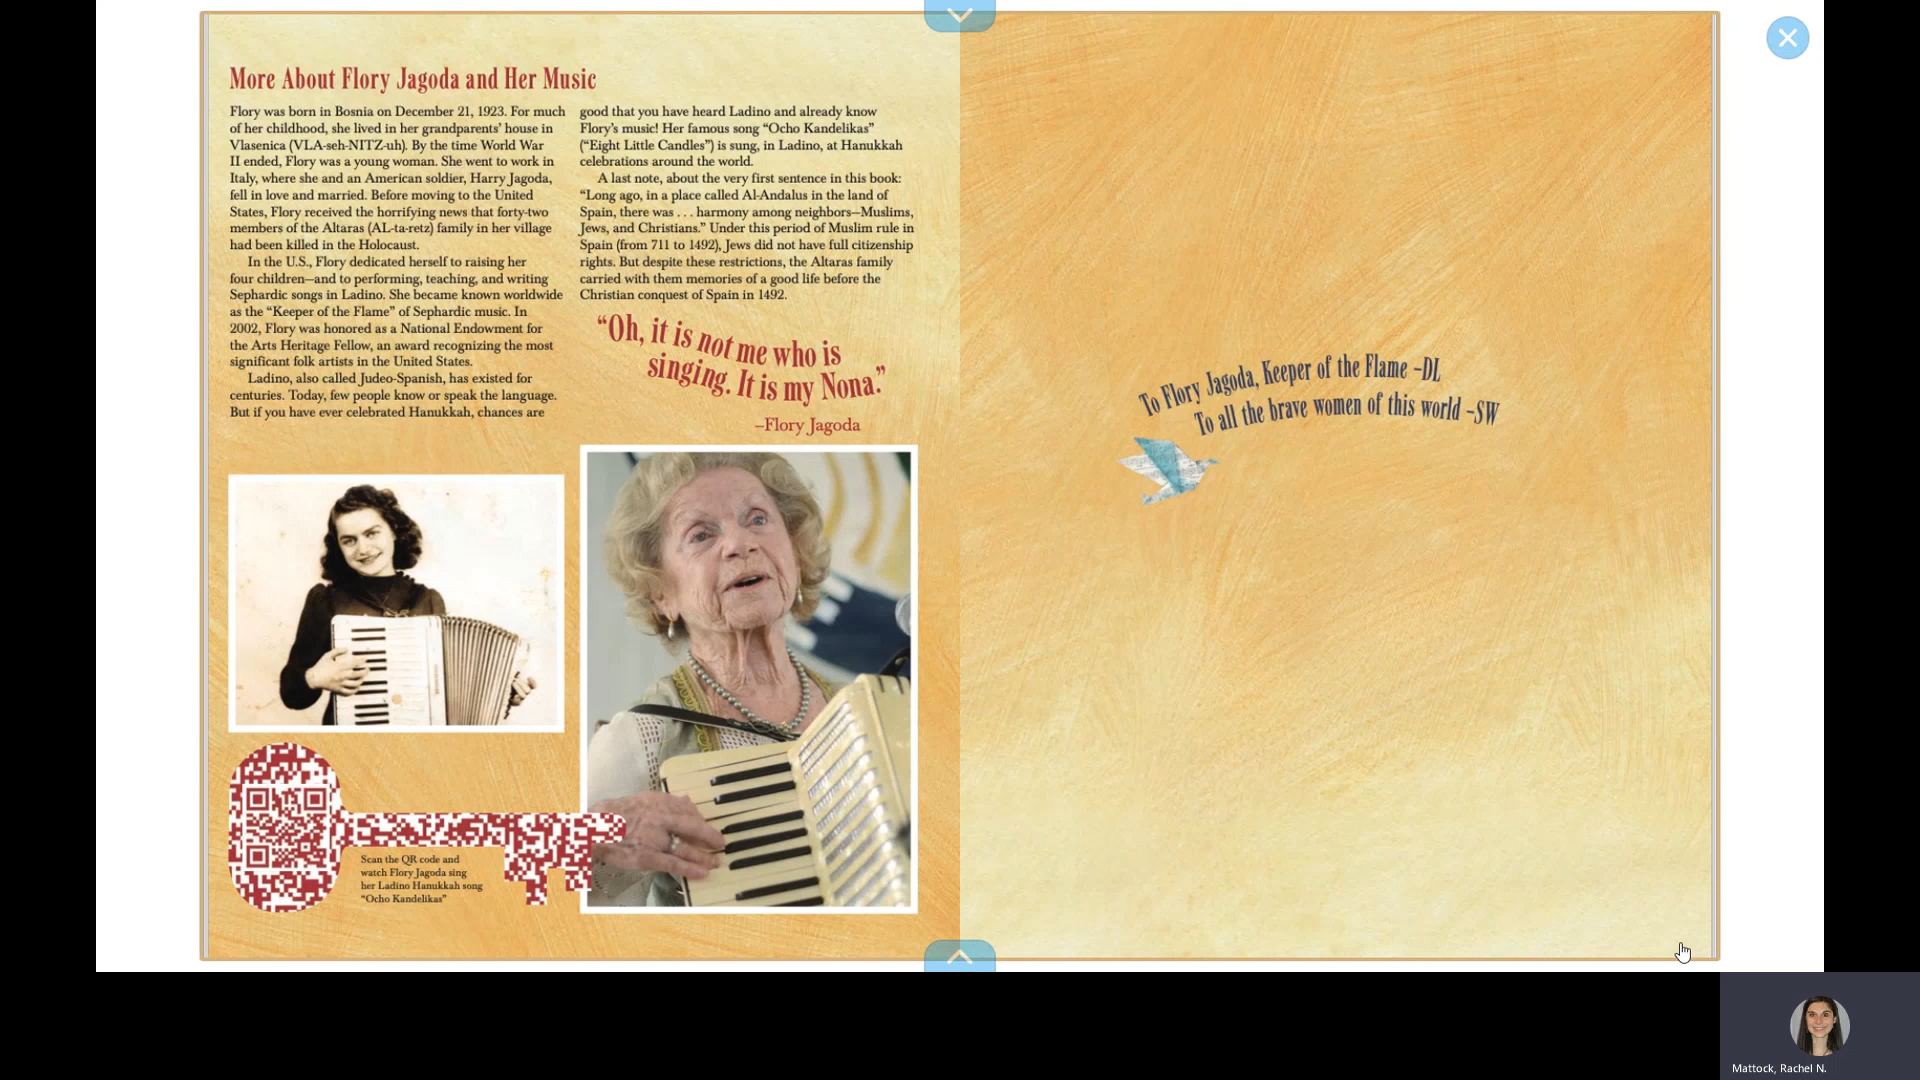 More About Flory Jagoda and Her Music
Flory was born in Bosnia on December 21, 1923. For much
of her childhood, she lived in her grandparents’ house in
Vlasenica (VLA-seh-NITZ-uh). By the time World War
II ended, Flory was a young woman. She went to work in
Italy, where she and an American soldier, Harry Jagoda,
fell in love and married. Before moving to the United
States, Flory received the horrifying news that forty-two
members of the Altaras (AL-ta-retz) family in her village
had been killed in the Holocaust.
In the U.S., Flory dedicated herself to raising her
four children—and to performing, teaching, and writing
Sephardic songs in Ladino. She became known worldwide
as the “Keeper of the Flame” of Sephardic music. In
2002, Flory was honored as a National Endowment for
the Arts Heritage Fellow, an award recognizing the most
significant folk artists in the United States.
Ladino, also called Judeo-Spanish, has existed for
centuries. Today, few people know or speak the language.
But if you have ever celebrated Hanukkah, chances are
good that you have heard Ladino and already know
Flory’s music! Her famous song “Ocho Kandelikas”
(“Eight Little Candles”) is sung, in Ladino, at Hanukkah
celebrations around the world.
A last note, about the very first sentence in this book:
“Long ago, in a place called Al-Andalus in the land of
Spain, there was . . . harmony among neighbors—Muslims,
Jews, and Christians.” Under this period of Muslim rule in
Spain (from 711 to 1492), Jews did not have full citizenship
rights. But despite these restrictions, the Altaras family
carried with them memories of a good life before the
Christian conquest of Spain in 1492.
“Oh, it is not me who is
singing. It is my Nona.”
–Flory Jagoda
Scan the QR code and
watch Flory Jagoda sing
her Ladino Hanukkah song
“Ocho Kandelikas”
To Flory Jagoda, Keeper of the Flame –DL
To all the brave women of this world –SW
Mattock, Rachel N.